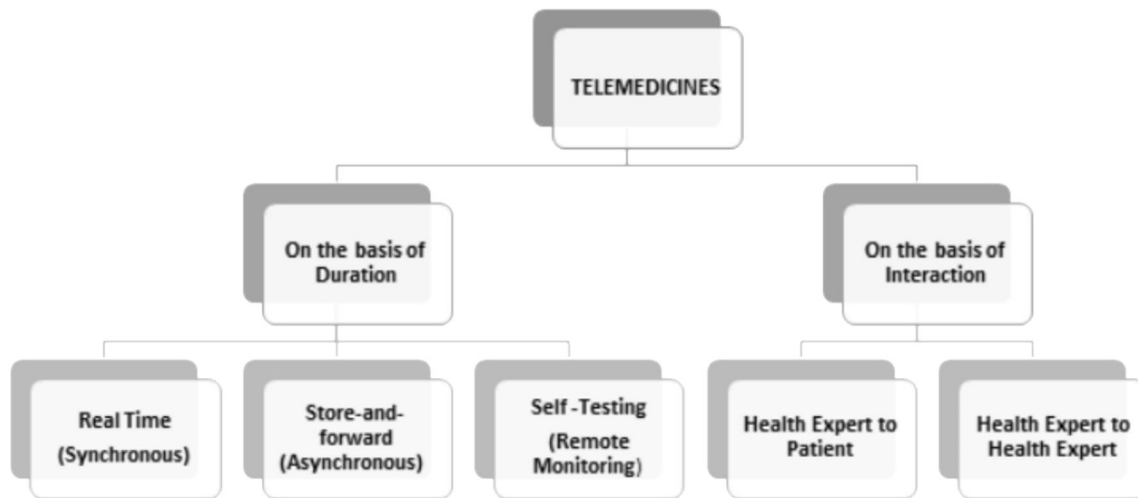 TELEMEDICINES
On the basis of
Duration
On the basis of
Interaction
Real Time
(Synchronous)
Store-and-
forward
(Asynchronous)
Self -Testing
(Remote
Monitoring)
Health Expert to
Patient
Health Expert to
Health Expert